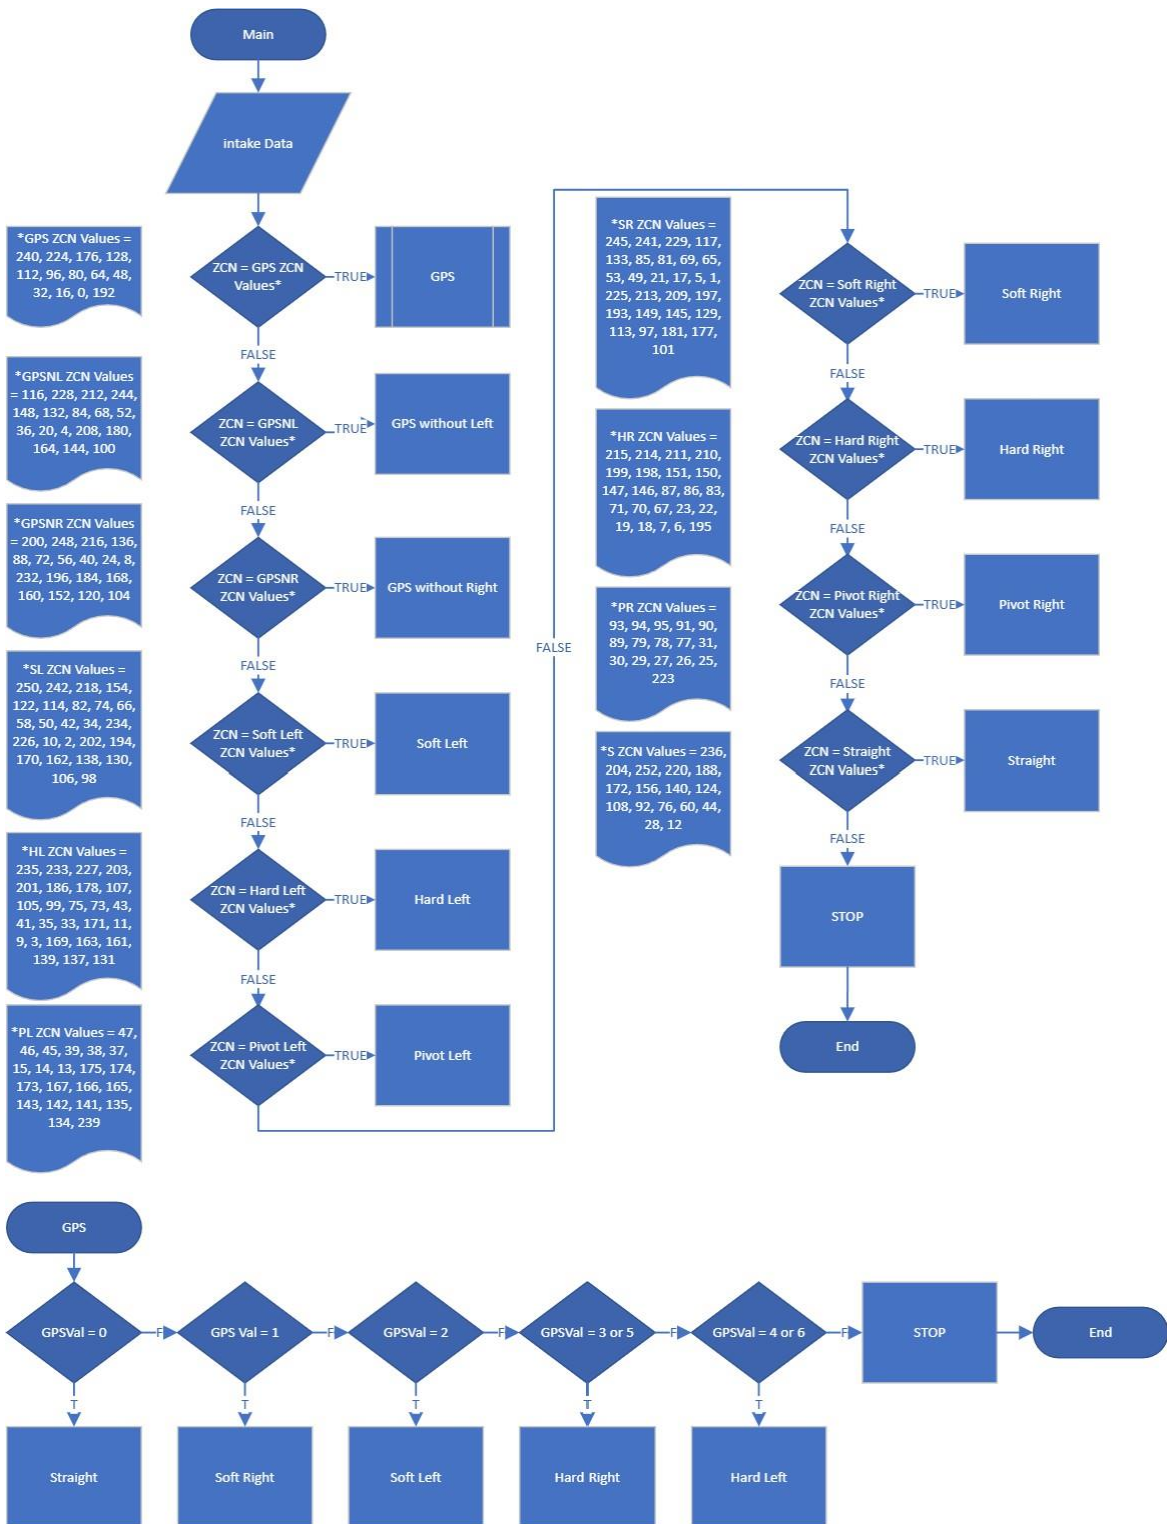 Main
intake Data
*GPS ZCN Values =
240, 224, 176, 128,
112, 96, 80, 64, 48,
32, 16, 0, 192
ZCN = GPS ZCN
Values*
TRUE
GPS
FALSE
*GPSNL ZCN Values
= 116, 228, 212, 244,
148, 132, 84, 68, 52,
36, 20, 4, 208, 180,
164, 144, 100
ZCN = GPSNL
ZCN Values*
TRUE
GPS without Left
FALSE
*GPSNR ZCN Values
= 200, 248, 216, 136,
88, 72, 56, 40, 24, 8,
232, 196, 184, 168,
160, 152, 120, 104
ZCN = GPSNR
ZCN Values*
TRUE
GPS without Right
FALSE
*SL ZCN Values =
250, 242, 218, 154,
122, 114, 82, 74, 66,
58, 50, 42, 34, 234,
226, 10, 2, 202, 194,
170, 162, 138, 130,
106, 98
ZCN = Soft Left
ZCN Values*
TRUE
Soft Left
FALSE
*HL ZCN Values =
235, 233, 227, 203,
201, 186, 178, 107,
105, 99, 75, 73, 43,
41, 35, 33, 171, 11,
9, 3, 169, 163, 161,
139, 137, 131
ZCN = Hard Left
ZCN Values*
TRUE
Hard Left
FALSE
*PL ZCN Values = 47,
46, 45, 39, 38, 37,
15, 14, 13, 175, 174,
173, 167, 166, 165,
143, 142, 141, 135,
134, 239
ZCN = Pivot Left
ZCN Values*
TRUE
Pivot Left
FALSE
*SR ZCN Values =
245, 241, 229, 117,
133, 85, 81, 69, 65,
53, 49, 21, 17, 5, 1,
225, 213, 209, 197,
193, 149, 145, 129,
113, 97, 181, 177,
101
ZCN = Soft Right
ZCN Values*
TRUE
Soft Right
FALSE
*HR ZCN Values =
215, 214, 211, 210,
199, 198, 151, 150,
147, 146, 87, 86, 83,
71, 70, 67, 23, 22,
19, 18, 7, 6, 195
ZCN = Hard Right
ZCN Values*
TRUE
Hard Right
FALSE
*PR ZCN Values =
93, 94, 95, 91, 90,
89, 79, 78, 77, 31,
30, 29, 27, 26, 25,
223
ZCN = Pivot Right
ZCN Values*
TRUE
Pivot Right
FALSE
*S ZCN Values = 236,
204, 252, 220, 188,
172, 156, 140, 124,
108, 92, 76, 60, 44,
28, 12
ZCN = Straight
ZCN Values*
TRUE
Straight
FALSE
STOP
End
GPS
GPSVal = 0
F
GPS Val = 1
F
GPSVal = 2
F
GPSVal = 3 or 5
F
GPSVal = 4 or 6
F
STOP
End
T
T
T
T
T
Straight
Soft Right
Soft Left
Hard Right
Hard Left